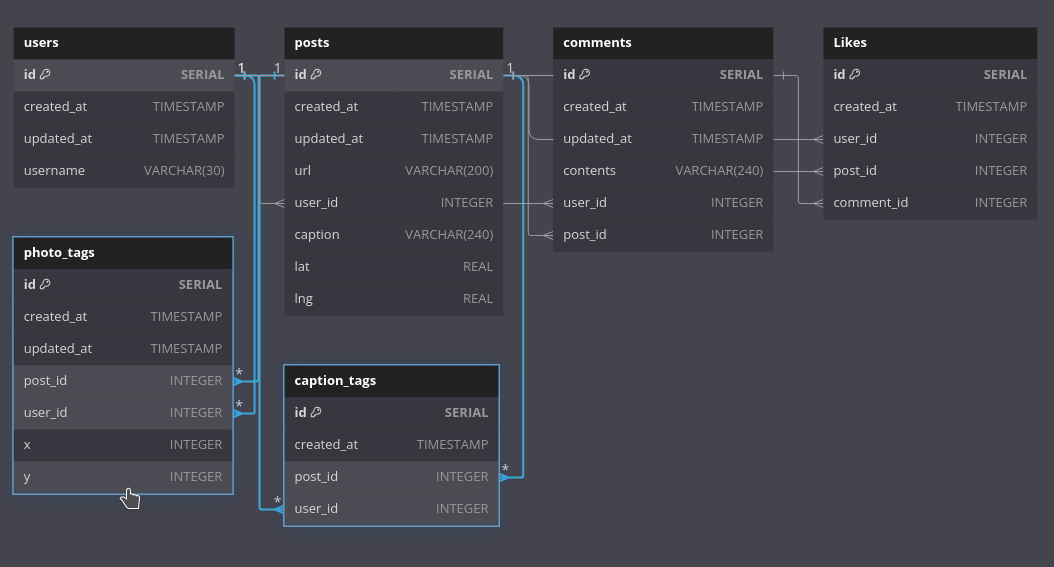 users
id SERIAL
created_at TIMESTAMP
updated_at TIMESTAMP
username VARCHAR(30)
1
1
posts
id SERIAL
created_at TIMESTAMP
updated_at TIMESTAMP
url VARCHAR(200)
user_id INTEGER
caption VARCHAR(240)
lat REAL
lng REAL
1
comments
id SERIAL
created_at TIMESTAMP
updated_at TIMESTAMP
contents VARCHAR(240)
user_id INTEGER
post_id INTEGER
Likes
id SERIAL
created_at TIMESTAMP
user_id INTEGER
post_id INTEGER
comment_id INTEGER
photo_tags
id SERIAL
created_at TIMESTAMP
updated_at TIMESTAMP
post_id INTEGER *
user_id INTEGER *
x INTEGER
y INTEGER
caption_tags
id SERIAL
created_at TIMESTAMP
post_id INTEGER *
* user_id INTEGER